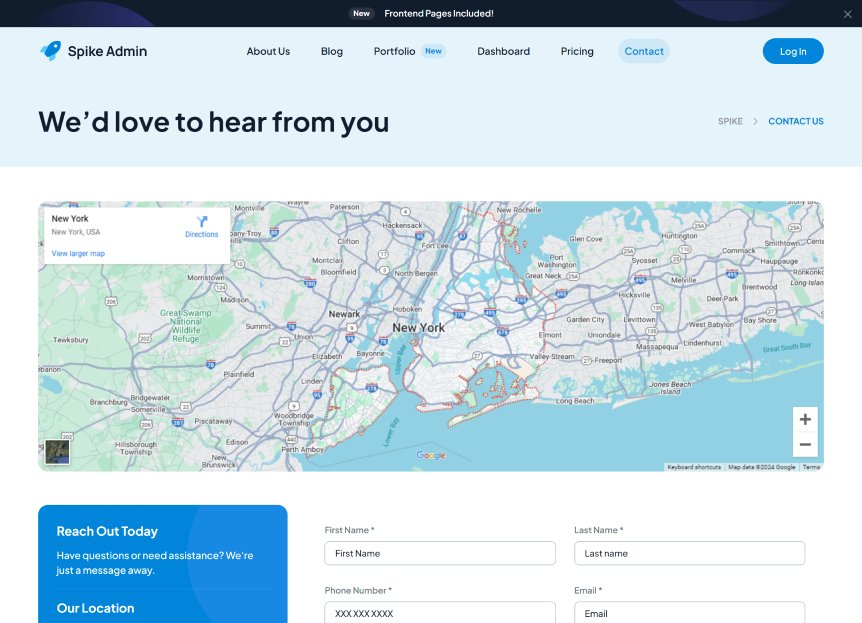 New Frontend Pages Included!
Spike Admin
About Us Blog Portfolio New Dashboard Pricing Contact Log In
We'd love to hear from you
SPIKE CONTACT US
New York
New York, USA
Directions
View larger map
Montville
Paterson
New Rochelle
Hackensack
Clifton
Fort Lee
Glen Cove
Port
Washington
Syosset
Huntington
Station
Commack
Smithtown
Cent
Montclair
Bloomfield
North Bergen
Great Neck
Plainview
Hauppauge
Morristown
Melville
Brentwood
Hicksville
Deer Park
Madison
Great Swamp
National
Wildlife
Refuge
Newark
Hoboken
New York
Garden City
Levittown
Bay Shore
West Babylon
Summit
Elmont
Uniondale
Lindenhurst
Massapequa
Tewksbury
Elizabeth
Bayonne
Upper Bay
Valley Stream
Freeport
Great South Bay
Plainfield
Linden
Jones Beach
Island
Long Beach
Branchburg
Bridgewater
Somerville
Woodbridge
Township
Piscataway
Lower Bay
Hillsborough
Township
Edison
Perth Amboy
New
Brunswick
Google
Keyboard shortcuts Map data ©2024 Google Terms
Reach Out Today
Have questions or need assistance? We're
just a message away.
Our Location
First Name * Last Name *
First Name Last name
Phone Number * Email *
XXX XXX XXXX Email